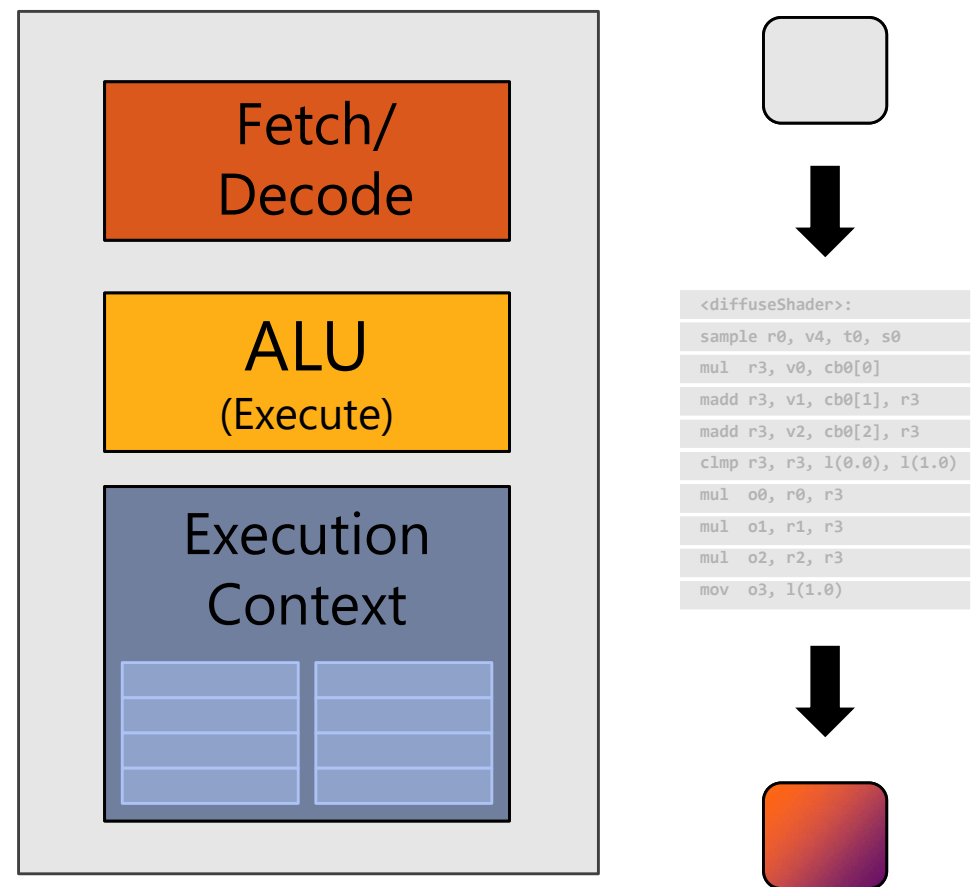 Fetch/
Decode
ALU
(Execute)
Execution
Context
<diffuseShader>:
sample r0, v4, t0, s0
mul  r3, v0, cb0[0]
madd r3, v1, cb0[1], r3
madd r3, v2, cb0[2], r3
clmp r3, r3, l(0.0), l(1.0)
mul  o0, r0, r3
mul  o1, r1, r3
mul  o2, r2, r3
mov  o3, l(1.0)